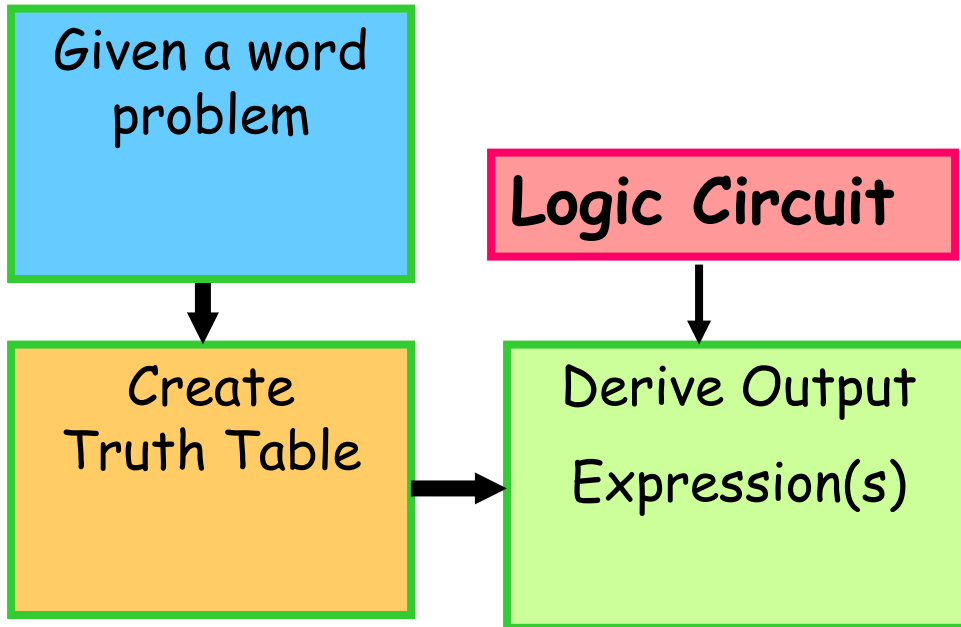 Given a word
problem
Logic Circuit
Create
Truth Table
Derive Output
Expression(s)